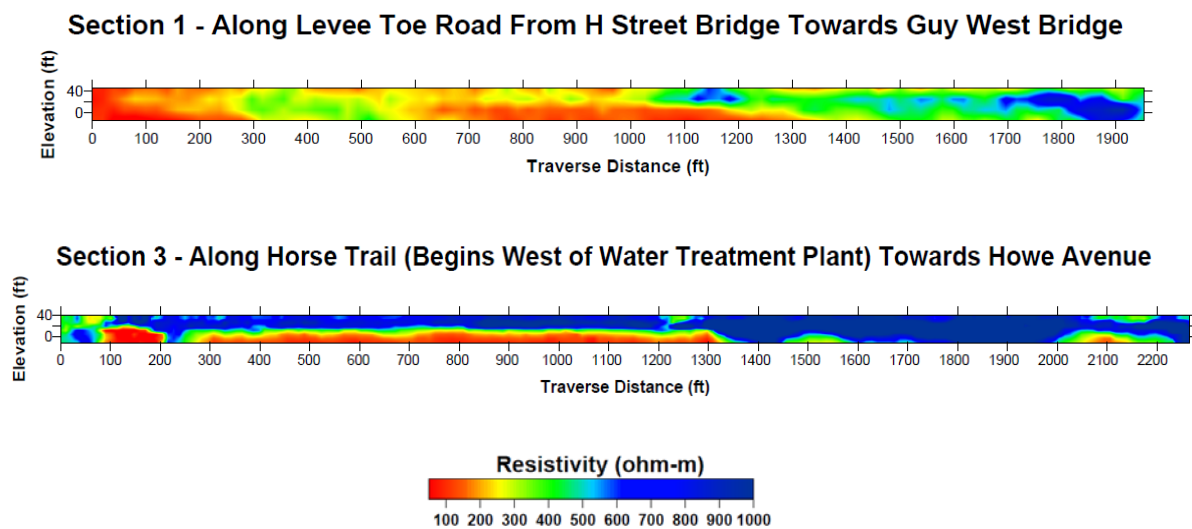 Section 1 - Along Levee Toe Road From H Street Bridge Towards Guy West Bridge
Elevation (ft)
40
0
0 100 200 300 400 500 600 700 800 900 1000 1100 1200 1300 1400 1500 1600 1700 1800 1900
Traverse Distance (ft)
Section 3 - Along Horse Trail (Begins West of Water Treatment Plant) Towards Howe Avenue
Elevation (ft)
40
0
0 100 200 300 400 500 600 700 800 900 1000 1100 1200 1300 1400 1500 1600 1700 1800 1900 2000 2100 2200
Traverse Distance (ft)
Resistivity (ohm-m)
100 200 300 400 500 600 700 800 900 1000